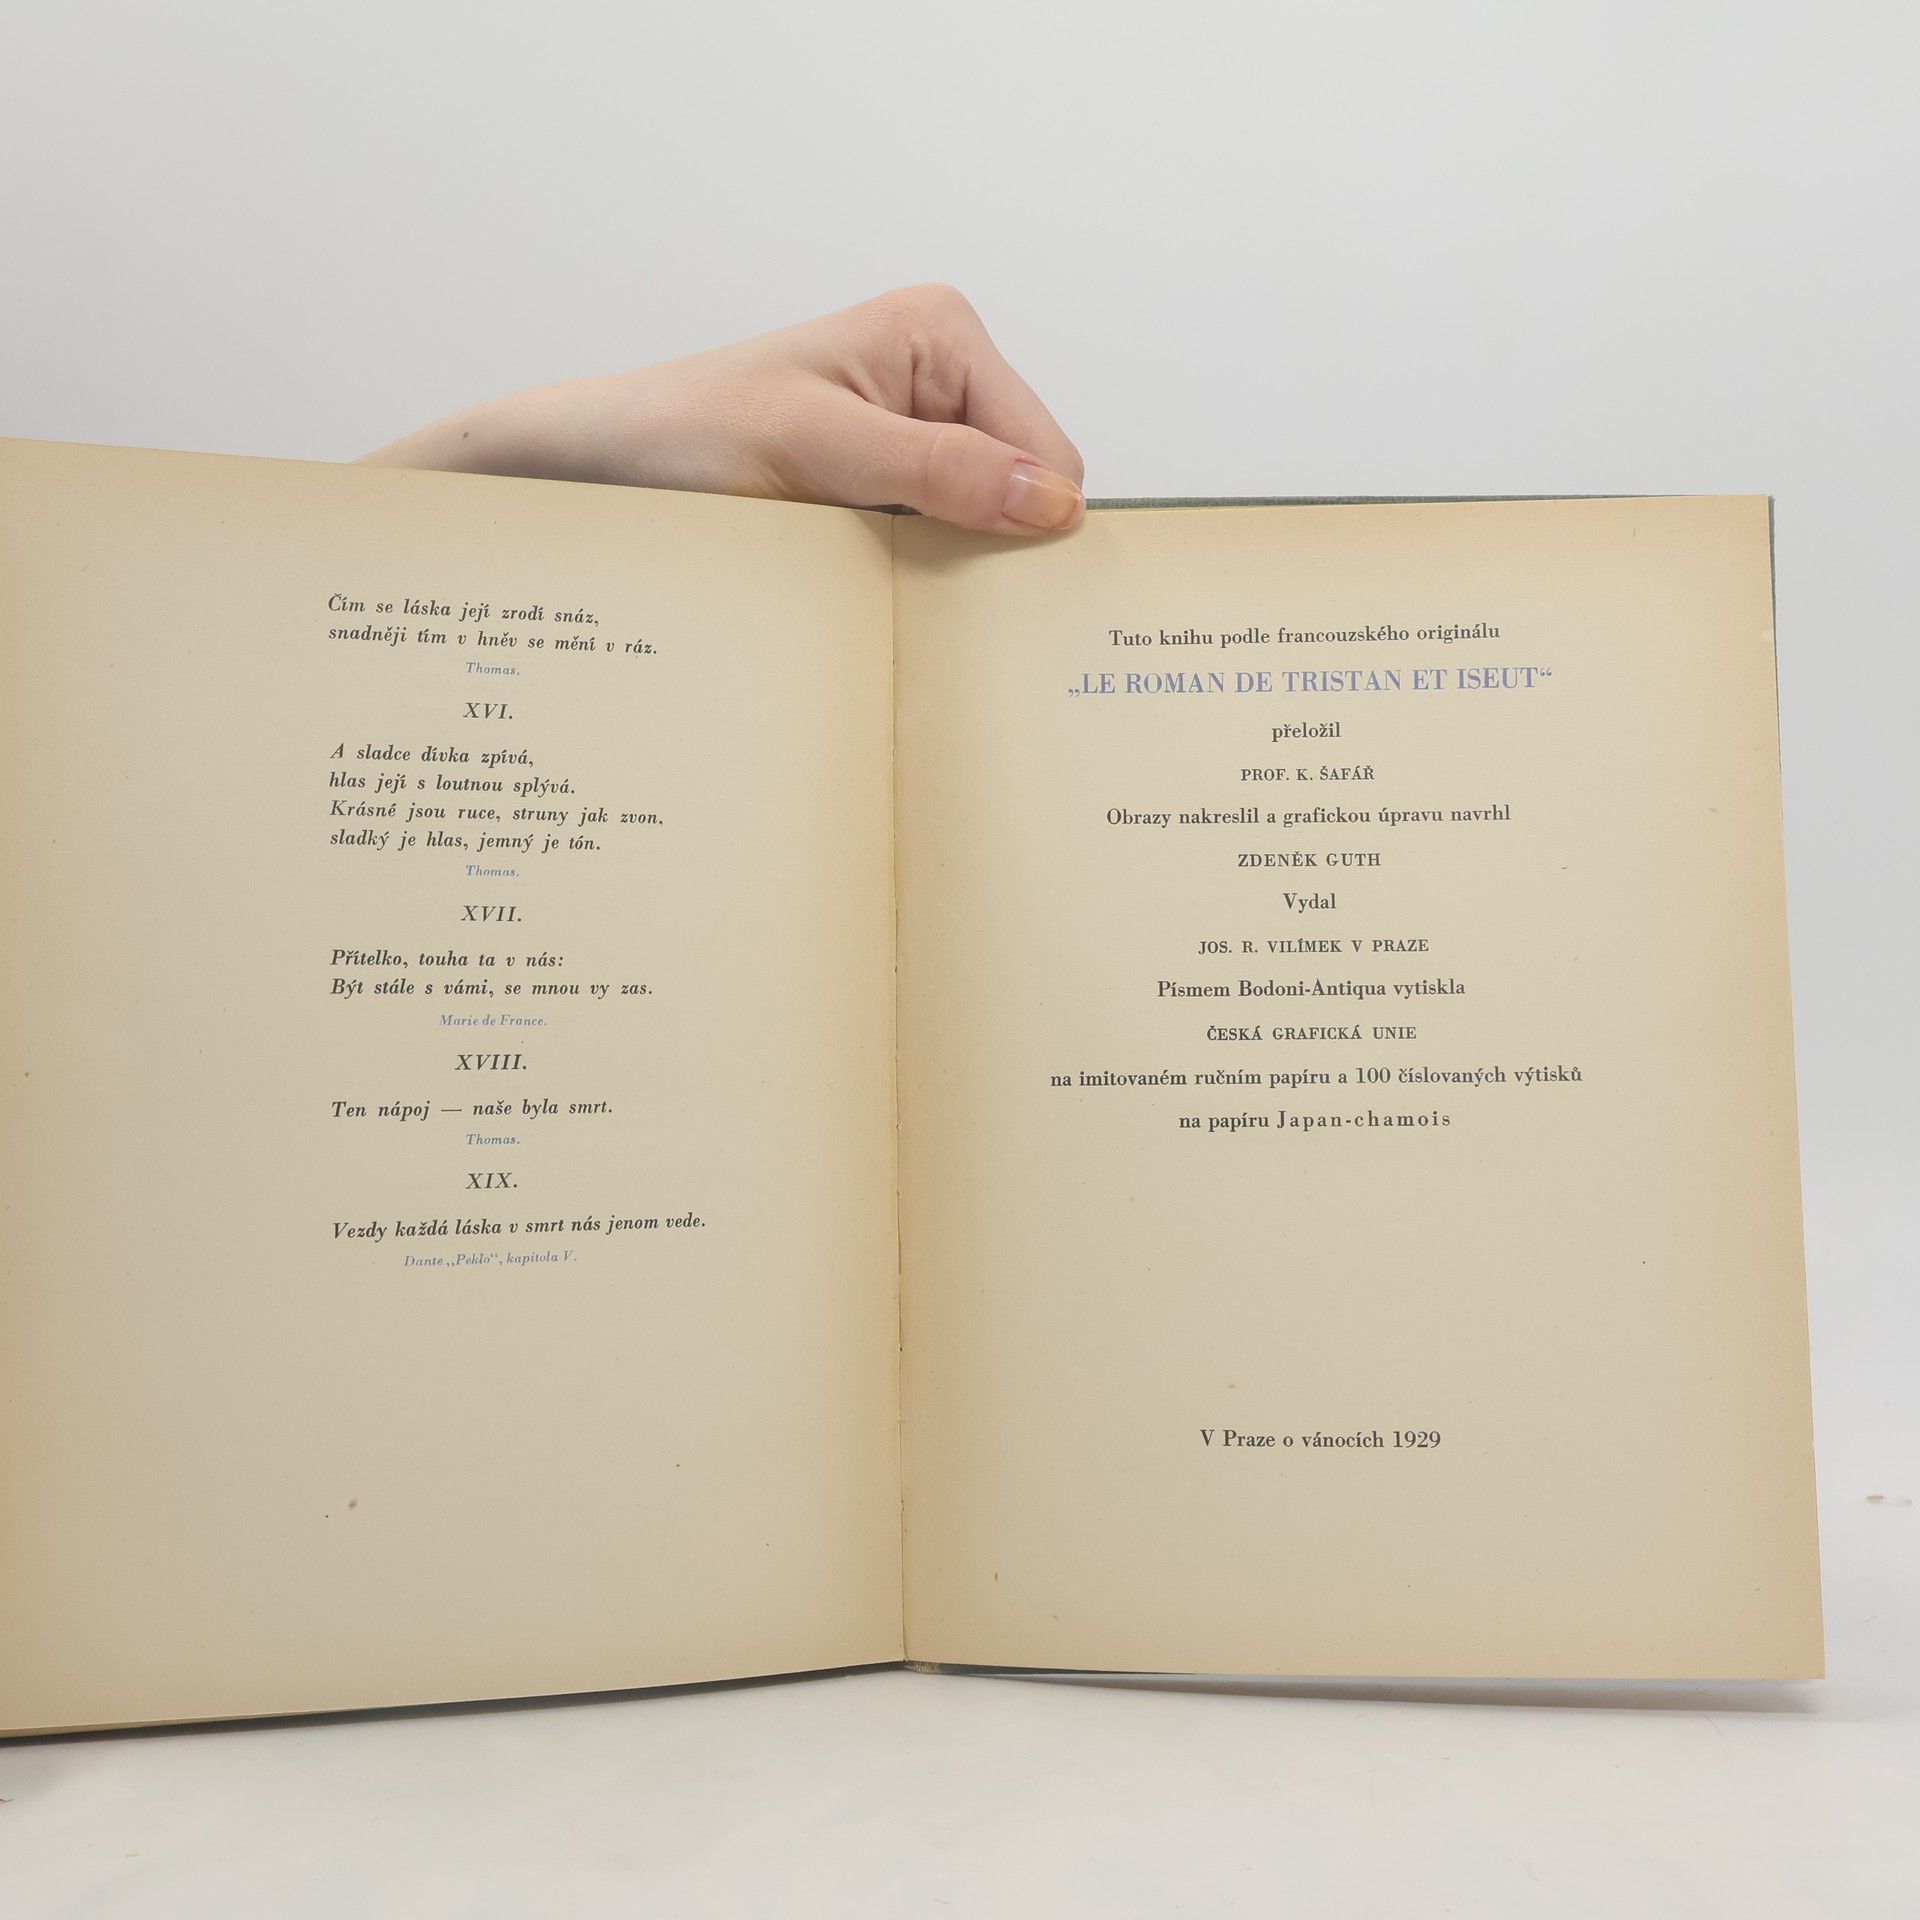 Čím se láska její zrodí snáz,
snadněji tím v hněv se mění v ráz.
Thomas.
XVI.
A sladce dívka zpívá,
hlas její s loutnou splývá.
Krásné jsou ruce, struny jak zvon,
sladký je hlas, jemný je tón.
Thomas.
XVII.
Přítelko, touha ta v nás:
Být stále s vámi, se mnou vy zas.
Marie de France.
XVIII.
Ten nápoj — naše byla smrt.
Thomas.
XIX.
Vezdy každá láska v smrt nás jenom vede.
Dante „Peklo“, kapitola V.
Tuto knihu podle francouzského originálu
„LE ROMAN DE TRISTAN ET ISEUT“
přeložil
PROF. K. ŠAFÁŘ
Obrazy nakreslil a grafickou úpravu navrhl
ZDENĚK GUTH
Vydal
JOS. R. VILÍMEK V PRAZE
Písmem Bodoni-Antiqua vytiskla
ČESKÁ GRAFICKÁ UNIE
na imitovaném ručním papíru a 100 číslovaných výtisků
na papíru Japan-chamois
V Praze o vánocích 1929